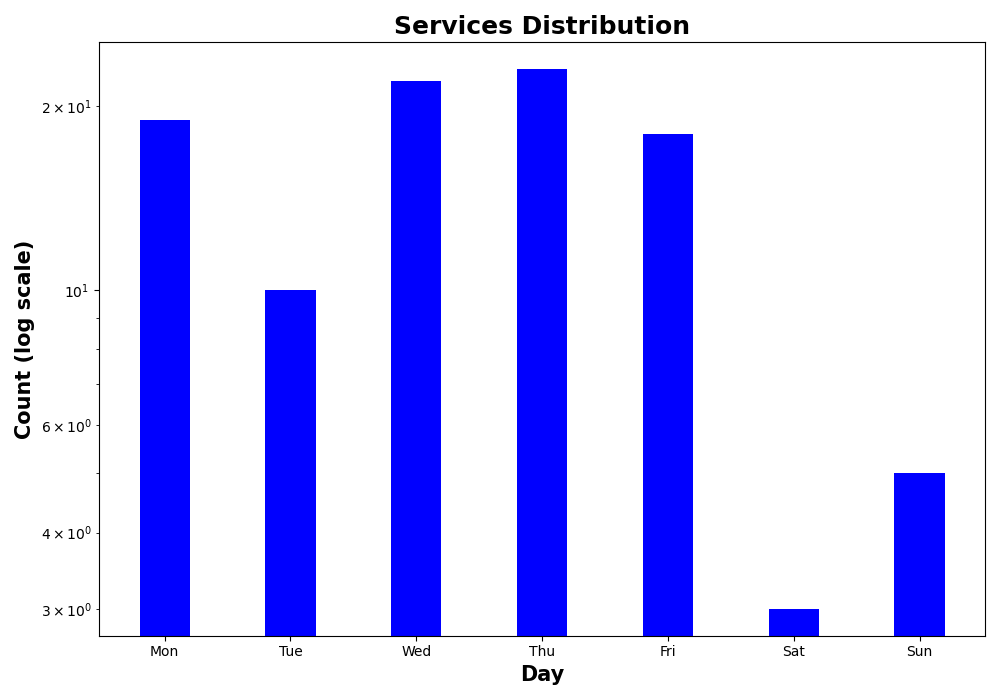 Services Distribution
Count (log scale)
2 × 10¹
10¹
6 × 10⁰
4 × 10⁰
3 × 10⁰
Mon Tue Wed Thu Fri Sat Sun
Day